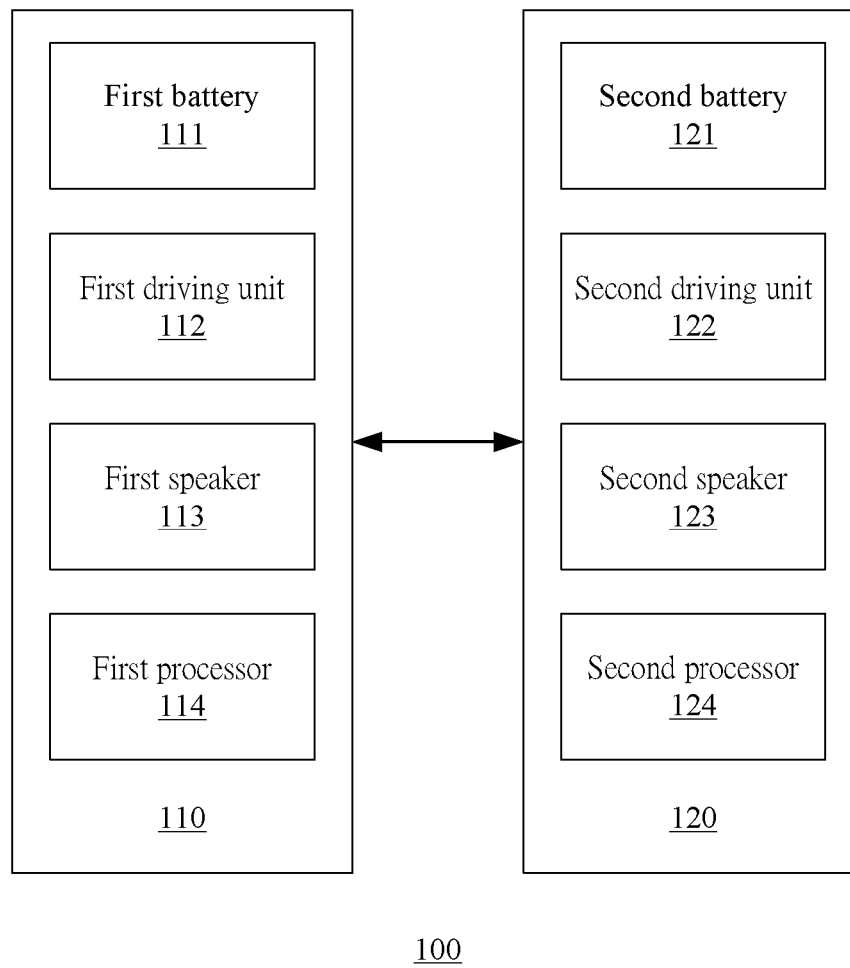 First battery
111
First driving unit
112
First speaker
113
First processor
114
110
Second battery
121
Second driving unit
122
Second speaker
123
Second processor
124
120
100